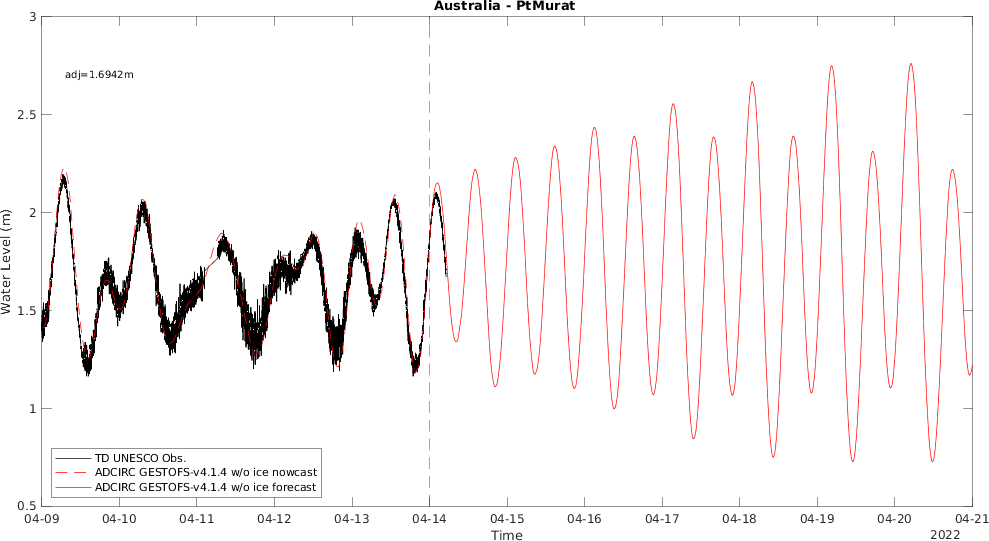 Australia - PtMurat
3
adj=1.6942m
2.5
2
Water Level (m)
1.5
1
TD UNESCO Obs.
ADCIRC GESTOFS-v4.1.4 w/o ice nowcast
ADCIRC GESTOFS-v4.1.4 w/o ice forecast
0.5
04-09 04-10 04-11 04-12 04-13 04-14 04-15 04-16 04-17 04-18 04-19 04-20 04-21
Time
2022